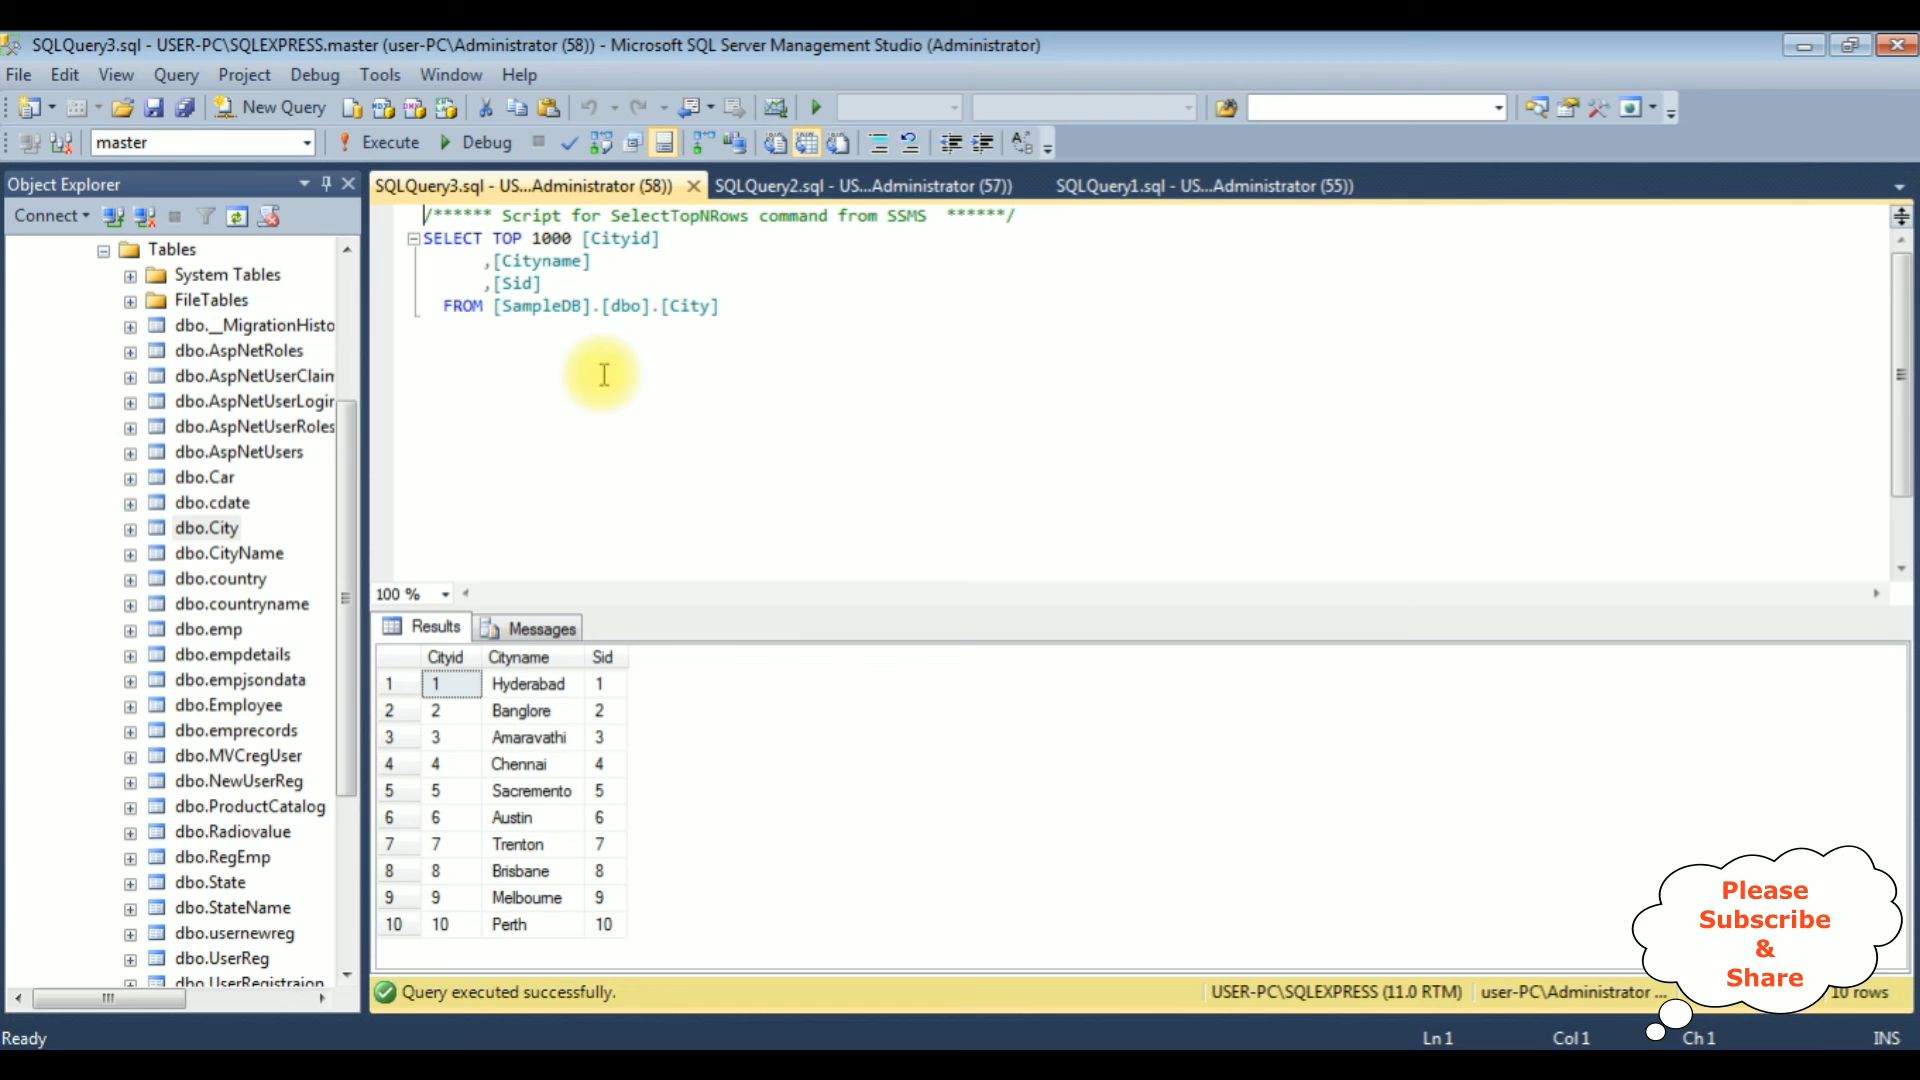 SQLQuery3.sql - USER-PC\SQLEXPRESS.master (user-PC\Administrator (58)) - Microsoft SQL Server Management Studio (Administrator)
File Edit View Query Project Debug Tools Window Help
New Query
master Execute Debug
Object Explorer
SQLQuery3.sql - US...Administrator (58)) SQLQuery2.sql - US...Administrator (57)) SQLQuery1.sql - US...Administrator (55))
Connect
Tables
System Tables
FileTables
dbo.__MigrationHisto
dbo.AspNetRoles
dbo.AspNetUserClaim
dbo.AspNetUserLogin
dbo.AspNetUserRoles
dbo.AspNetUsers
dbo.Car
dbo.cdate
dbo.City
dbo.CityName
dbo.country
dbo.countryname
dbo.emp
dbo.empdetails
dbo.empjsondata
dbo.Employee
dbo.emprecords
dbo.MVCregUser
dbo.NewUserReg
dbo.ProductCatalog
dbo.Radiovalue
dbo.RegEmp
dbo.State
dbo.StateName
dbo.usernewreg
dbo.UserReg
dbo.UserRegistraion
/****** Script for SelectTopNRows command from SSMS ******/
SELECT TOP 1000 [Cityid]
,[Cityname]
,[Sid]
FROM [SampleDB].[dbo].[City]
100 %
Results Messages
Cityid Cityname Sid
1 1 Hyderabad 1
2 2 Banglore 2
3 3 Amaravathi 3
4 4 Chennai 4
5 5 Sacremento 5
6 6 Austin 6
7 7 Trenton 7
8 8 Brisbane 8
9 9 Melbourne 9
10 10 Perth 10
Please
Subscribe
&
Share
Query executed successfully. USER-PC\SQLEXPRESS (11.0 RTM) user-PC\Administrator ... 10 rows
Ready Ln 1 Col 1 Ch 1 INS